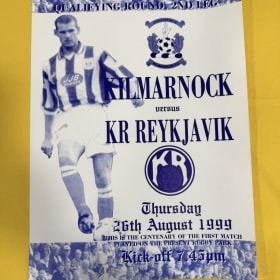 QUALIFYING ROUND, 2ND LEG
KILMARNOCK
versus
KR REYKJAVIK
KR
JJB
Thursday
26th August 1999
THIS IS THE CENTENARY OF THE FIRST MATCH
PLAYED ON THE PRESENT RUGBY PARK
Kick-off 7.45pm